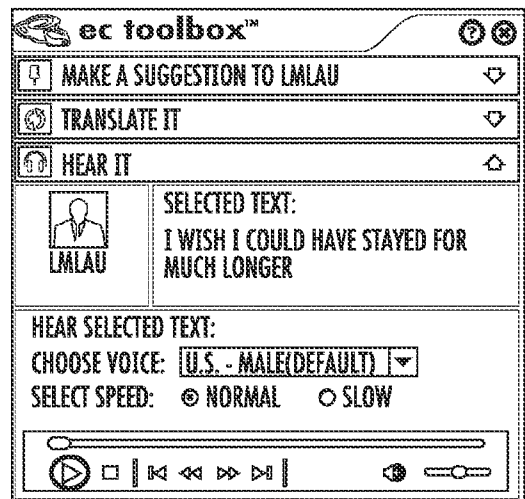 ec toolbox™
MAKE A SUGGESTION TO LMLAU
TRANSLATE IT
HEAR IT
LMLAU
SELECTED TEXT:
I WISH I COULD HAVE STAYED FOR
MUCH LONGER
HEAR SELECTED TEXT:
CHOOSE VOICE: U.S. - MALE(DEFAULT)
SELECT SPEED: NORMAL SLOW